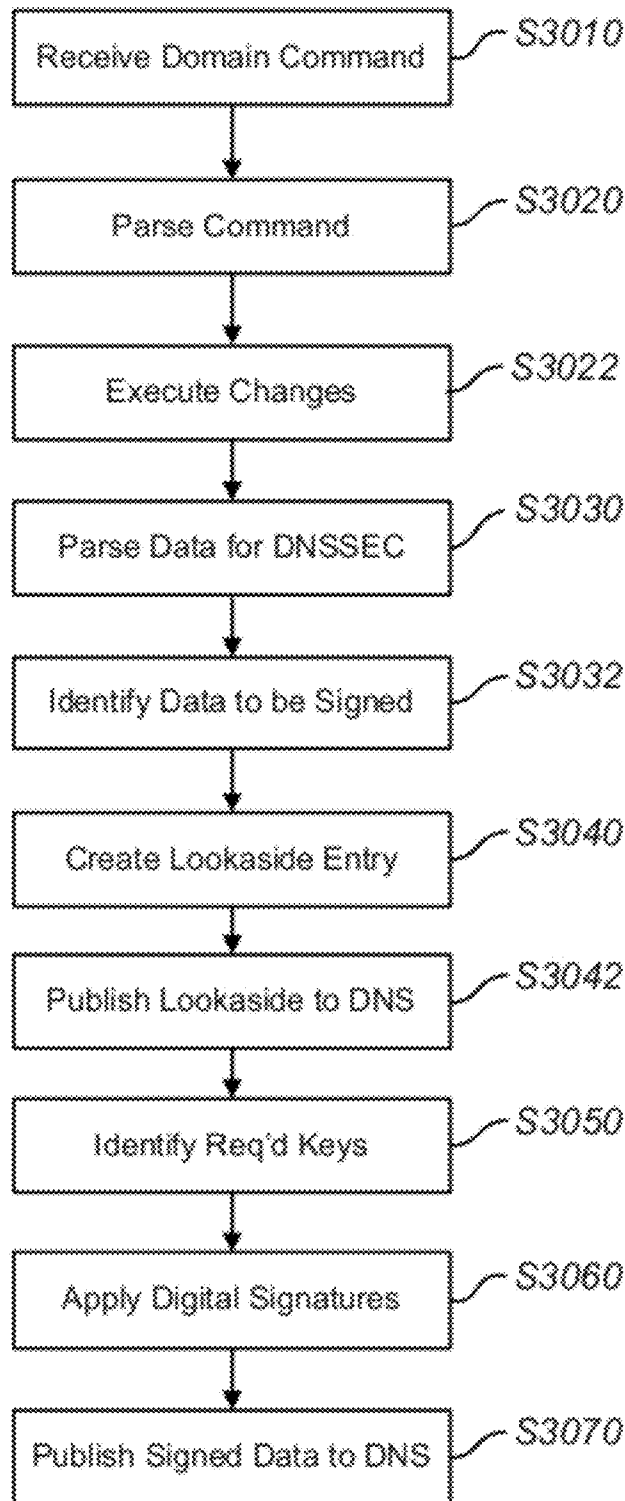 Receive Domain Command
S3010
Parse Command
S3020
Execute Changes
S3022
Parse Data for DNSSEC
S3030
Identify Data to be Signed
S3032
Create Lookaside Entry
S3040
Publish Lookaside to DNS
S3042
Identify Req'd Keys
S3050
Apply Digital Signatures
S3060
Publish Signed Data to DNS
S3070